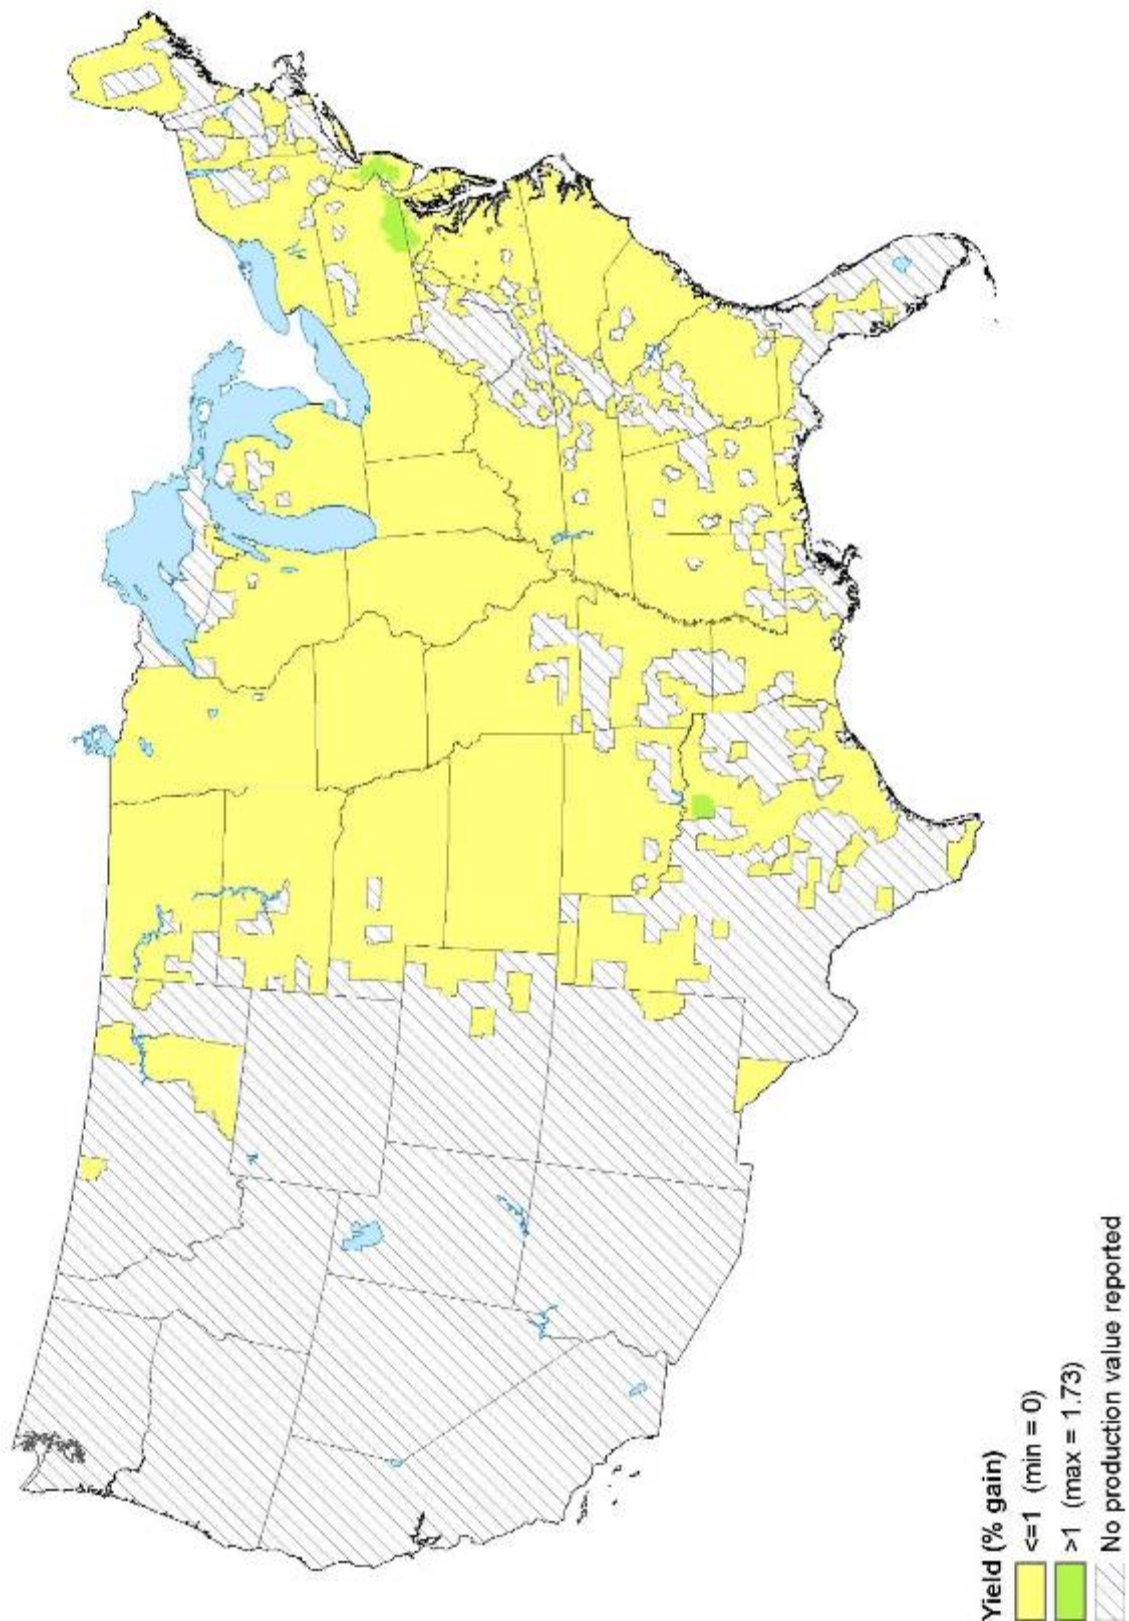 Yield (% gain)
<=1 (min = 0)
>1 (max = 1.73)
No production value reported